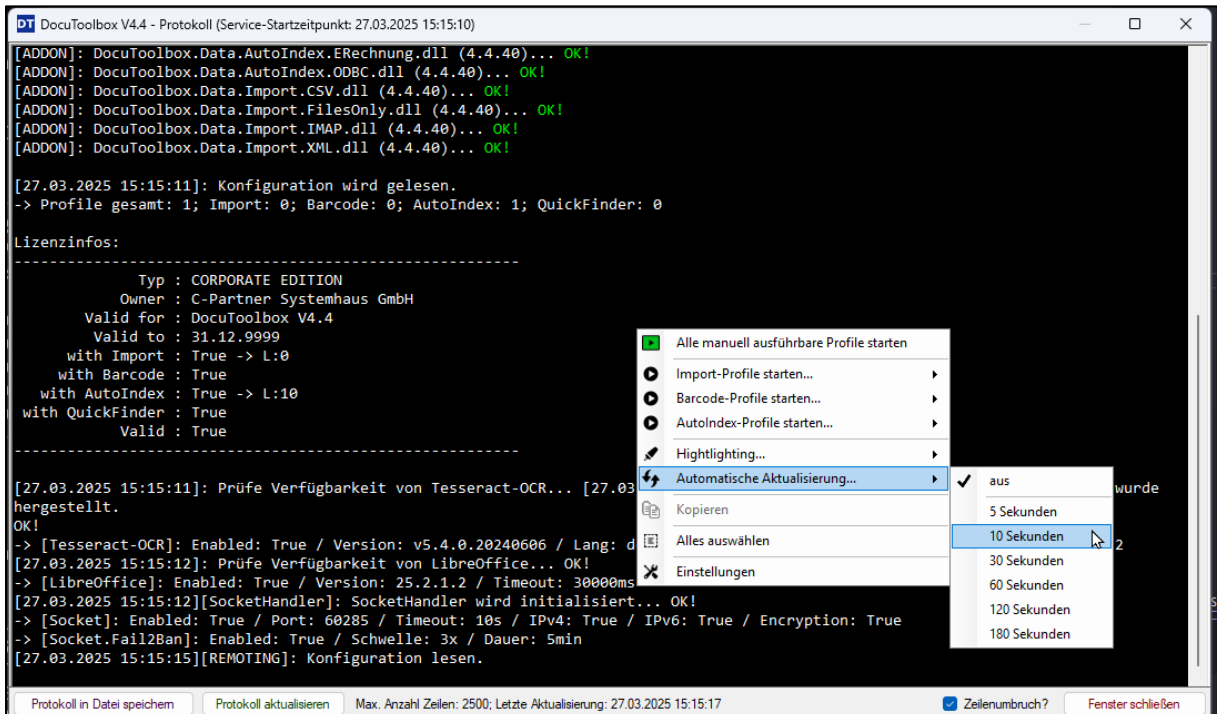 DT DocuToolbox V4.4 - Protokoll (Service-Startzeitpunkt: 27.03.2025 15:15:10)
[ADDON]: DocuToolbox.Data.AutoIndex.ERechnung.dll (4.4.40)... OK!
[ADDON]: DocuToolbox.Data.AutoIndex.ODBC.dll (4.4.40)... OK!
[ADDON]: DocuToolbox.Data.Import.CSV.dll (4.4.40)... OK!
[ADDON]: DocuToolbox.Data.Import.FilesOnly.dll (4.4.40)... OK!
[ADDON]: DocuToolbox.Data.Import.IMAP.dll (4.4.40)... OK!
[ADDON]: DocuToolbox.Data.Import.XML.dll (4.4.40)... OK!
[27.03.2025 15:15:11]: Konfiguration wird gelesen.
-> Profile gesamt: 1; Import: 0; Barcode: 0; AutoIndex: 1; QuickFinder: 0
Lizenzinfos:
----------------------------------------------------------
Typ : CORPORATE EDITION
Owner : C-Partner Systemhaus GmbH
Valid for : DocuToolbox V4.4
Valid to : 31.12.9999
with Import : True -> L:0
with Barcode : True
with AutoIndex : True -> L:10
with QuickFinder : True
Valid : True
----------------------------------------------------------
[27.03.2025 15:15:11]: Prüfe Verfügbarkeit von Tesseract-OCR... [27.03 wurde
hergestellt.
OK!
-> [Tesseract-OCR]: Enabled: True / Version: v5.4.0.20240606 / Lang: d 2
[27.03.2025 15:15:12]: Prüfe Verfügbarkeit von LibreOffice... OK!
-> [LibreOffice]: Enabled: True / Version: 25.2.1.2 / Timeout: 30000ms
[27.03.2025 15:15:12][SocketHandler]: SocketHandler wird initialisiert... OK!
-> [Socket]: Enabled: True / Port: 60285 / Timeout: 10s / IPv4: True / IPv6: True / Encryption: True
-> [Socket.Fail2Ban]: Enabled: True / Schwelle: 3x / Dauer: 5min
[27.03.2025 15:15:15][REMOTING]: Konfiguration lesen.
Alle manuell ausführbare Profile starten
Import-Profile starten...
Barcode-Profile starten...
AutoIndex-Profile starten...
Hightlighting...
Automatische Aktualisierung...
Kopieren
Alles auswählen
Einstellungen
aus
5 Sekunden
10 Sekunden
30 Sekunden
60 Sekunden
120 Sekunden
180 Sekunden
Protokoll in Datei speichern Protokoll aktualisieren Max. Anzahl Zeilen: 2500; Letzte Aktualisierung: 27.03.2025 15:15:17 Zeilenumbruch? Fenster schließen